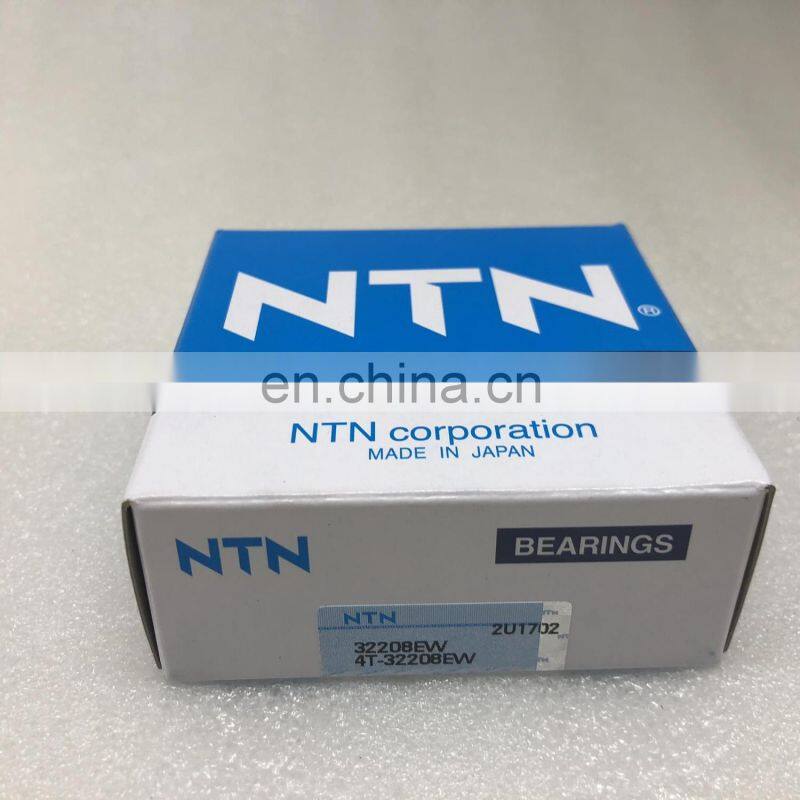 NTN®
en.china.cn
NTN corporation
MADE IN JAPAN
NTN
BEARINGS
NTN
2U1702
32208EW
4T-32208EW